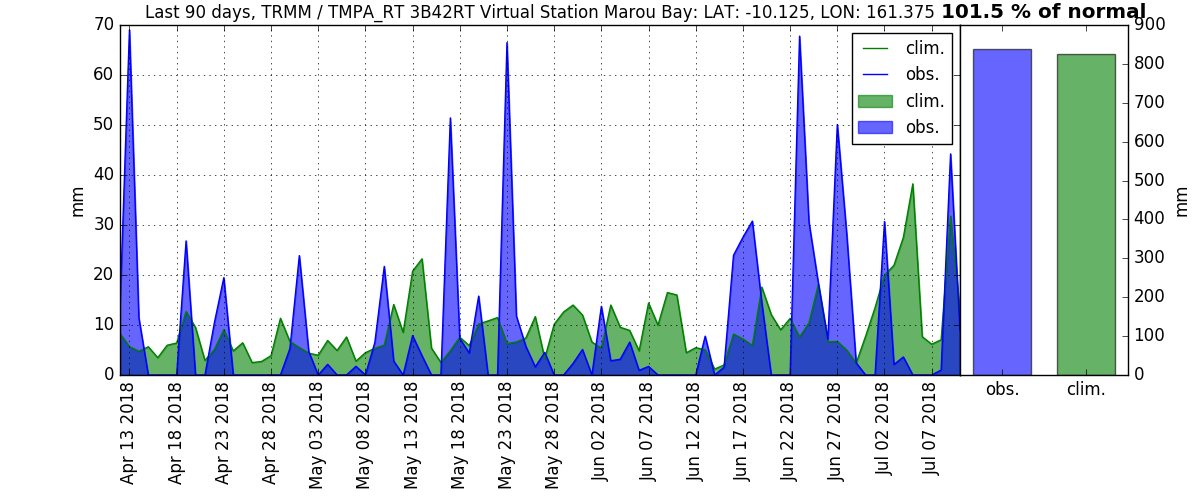 Last 90 days, TRMM / TMPA_RT 3B42RT Virtual Station Marou Bay: LAT: -10.125, LON: 161.375 101.5 % of normal
70
60
50
40
30
20
10
0
mm
clim.
obs.
clim.
obs.
900
800
700
600
500
400
300
200
100
0
mm
obs. clim.
Apr 13 2018
Apr 18 2018
Apr 23 2018
Apr 28 2018
May 03 2018
May 08 2018
May 13 2018
May 18 2018
May 23 2018
May 28 2018
Jun 02 2018
Jun 07 2018
Jun 12 2018
Jun 17 2018
Jun 22 2018
Jun 27 2018
Jul 02 2018
Jul 07 2018